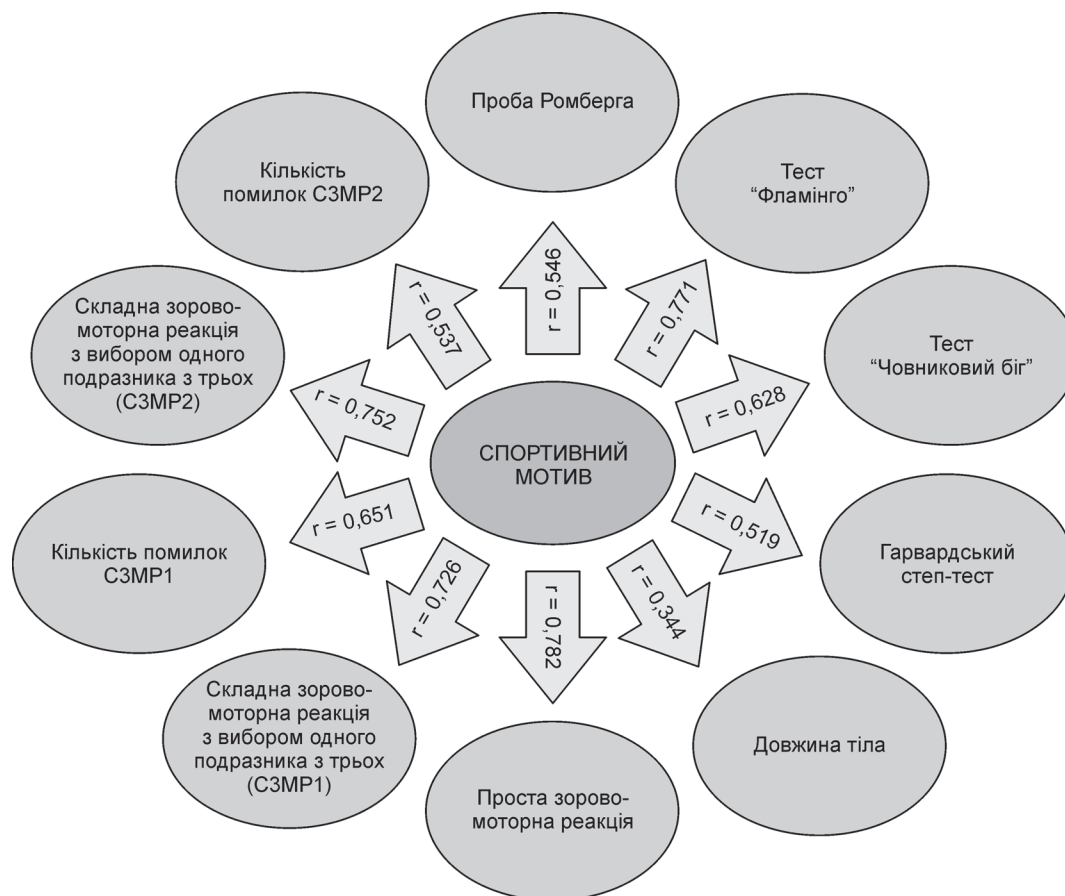 Проба Ромберга
Кількість
помилок СЗМР2
Тест
“Фламінго”
r = 0,546
r = 0,537
r = 0,771
Складна зорово-
моторна реакція
з вибором одного
подразника з трьох
(СЗМР2)
Тест
“Човниковий біг”
r = 0,752
r = 0,628
СПОРТИВНИЙ
МОТИВ
r = 0,651
r = 0,519
Кількість помилок
СЗМР1
Гарвардський
степ-тест
r = 0,726
r = 0,782
r = 0,344
Складна зорово-
моторна реакція
з вибором одного
подразника з трьох
(СЗМР1)
Довжина тіла
Проста зорово-
моторна реакція